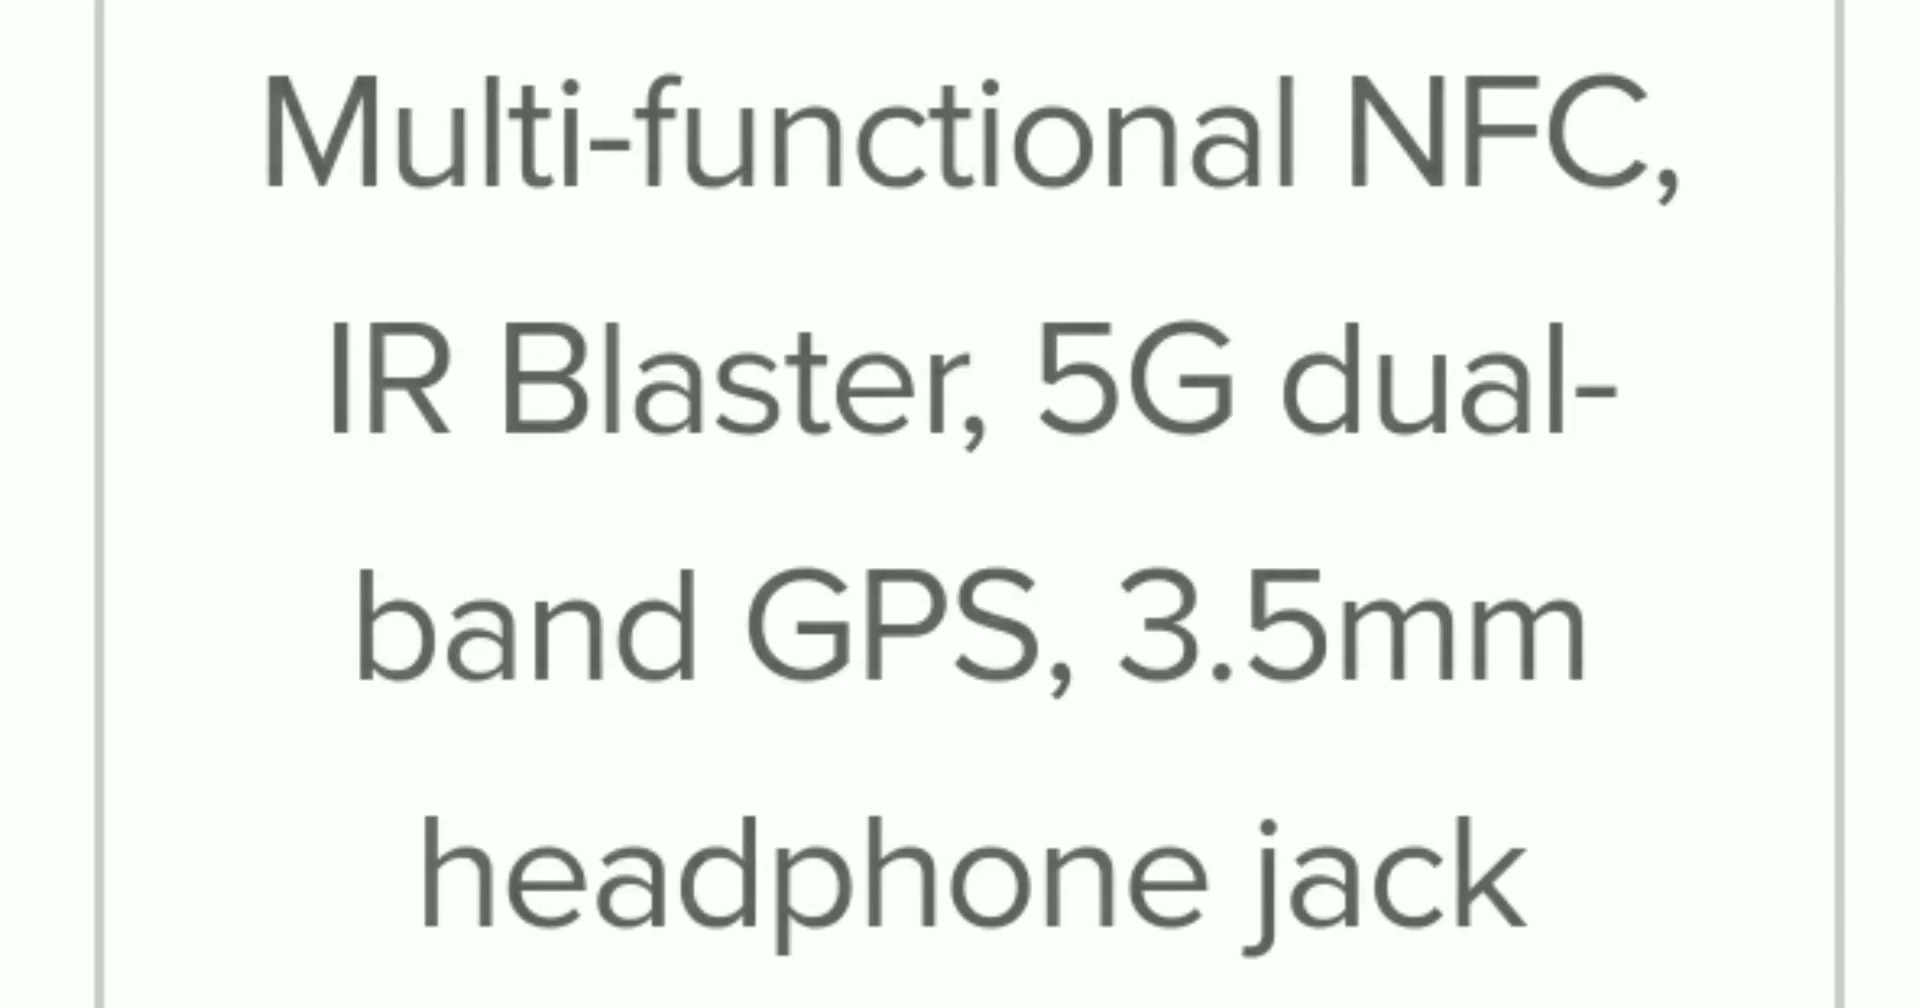 Multi-functional NFC,
IR Blaster, 5G dual-
band GPS, 3.5mm
headphone jack